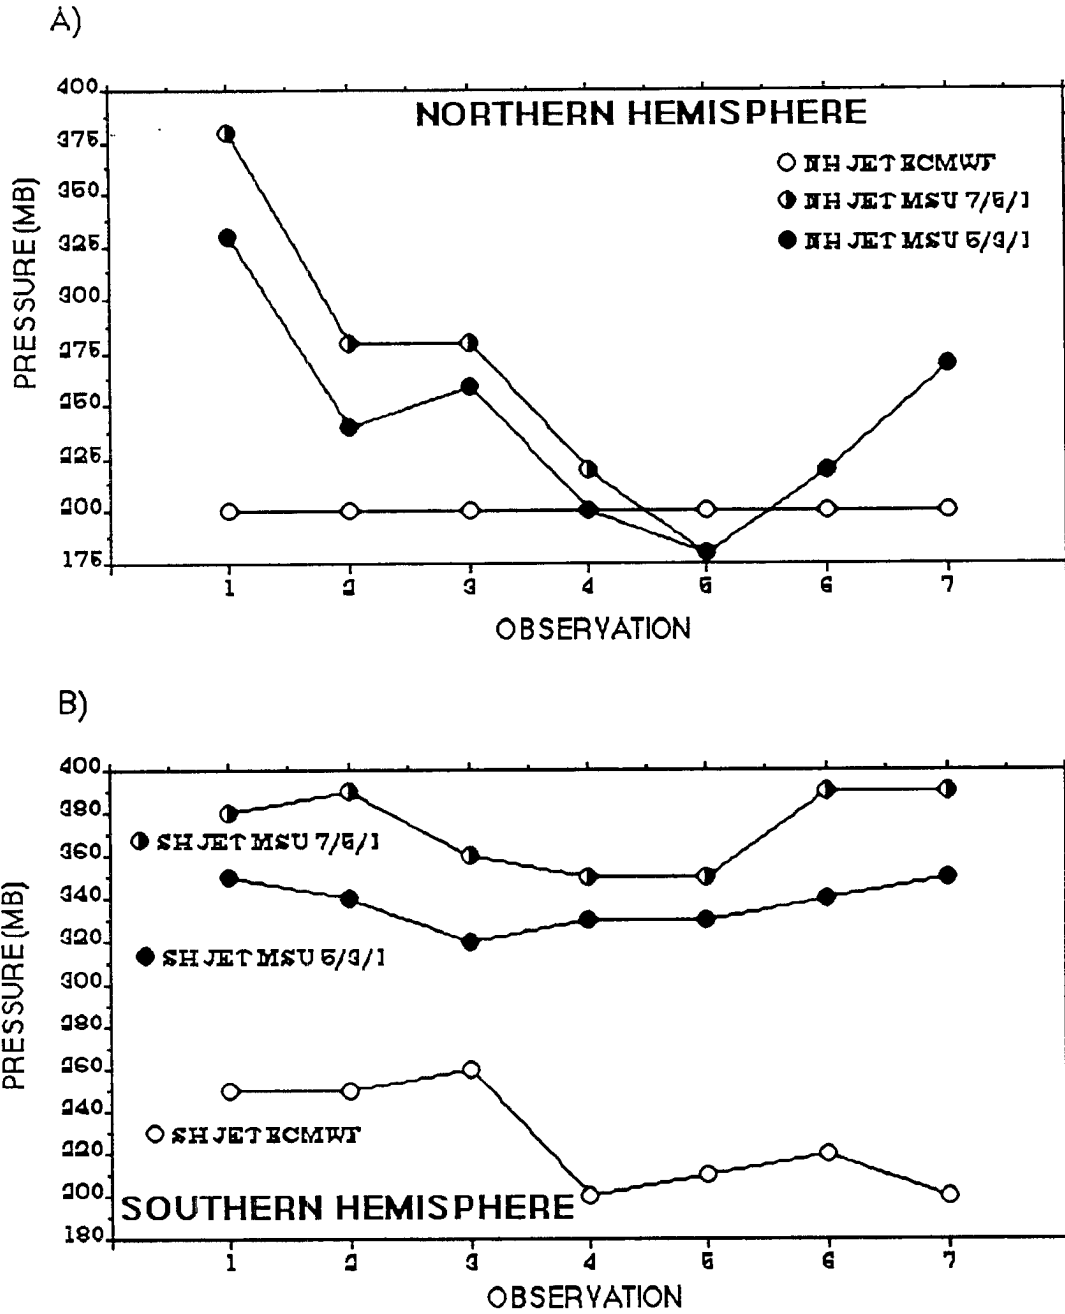 A)
NORTHERN HEMISPHERE
NH JET ECMWF
NH JET MSU 7/5/1
NH JET MSU 5/3/1
PRESSURE (MB)
400
375
350
325
300
275
250
225
200
175
1 2 3 4 5 6 7
OBSERVATION
B)
PRESSURE (MB)
400
380
360
340
320
300
280
260
240
220
200
180
SH JET MSU 7/5/1
SH JET MSU 5/3/1
SH JET ECMWF
SOUTHERN HEMISPHERE
1 2 3 4 5 6 7
OBSERVATION